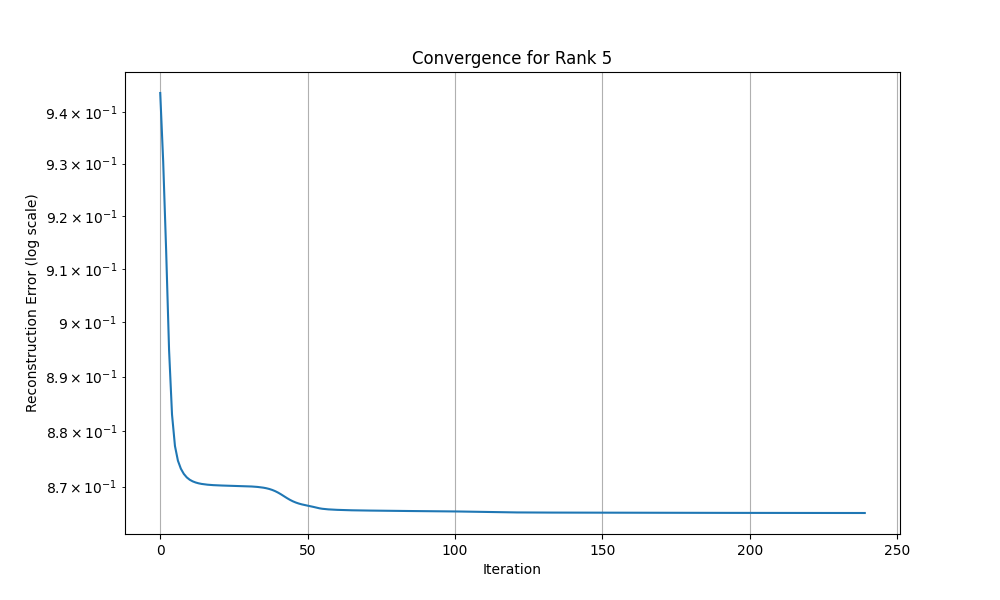 Convergence for Rank 5
Reconstruction Error (log scale)
9.4 × 10⁻¹
9.3 × 10⁻¹
9.2 × 10⁻¹
9.1 × 10⁻¹
9 × 10⁻¹
8.9 × 10⁻¹
8.8 × 10⁻¹
8.7 × 10⁻¹
0 50 100 150 200 250
Iteration